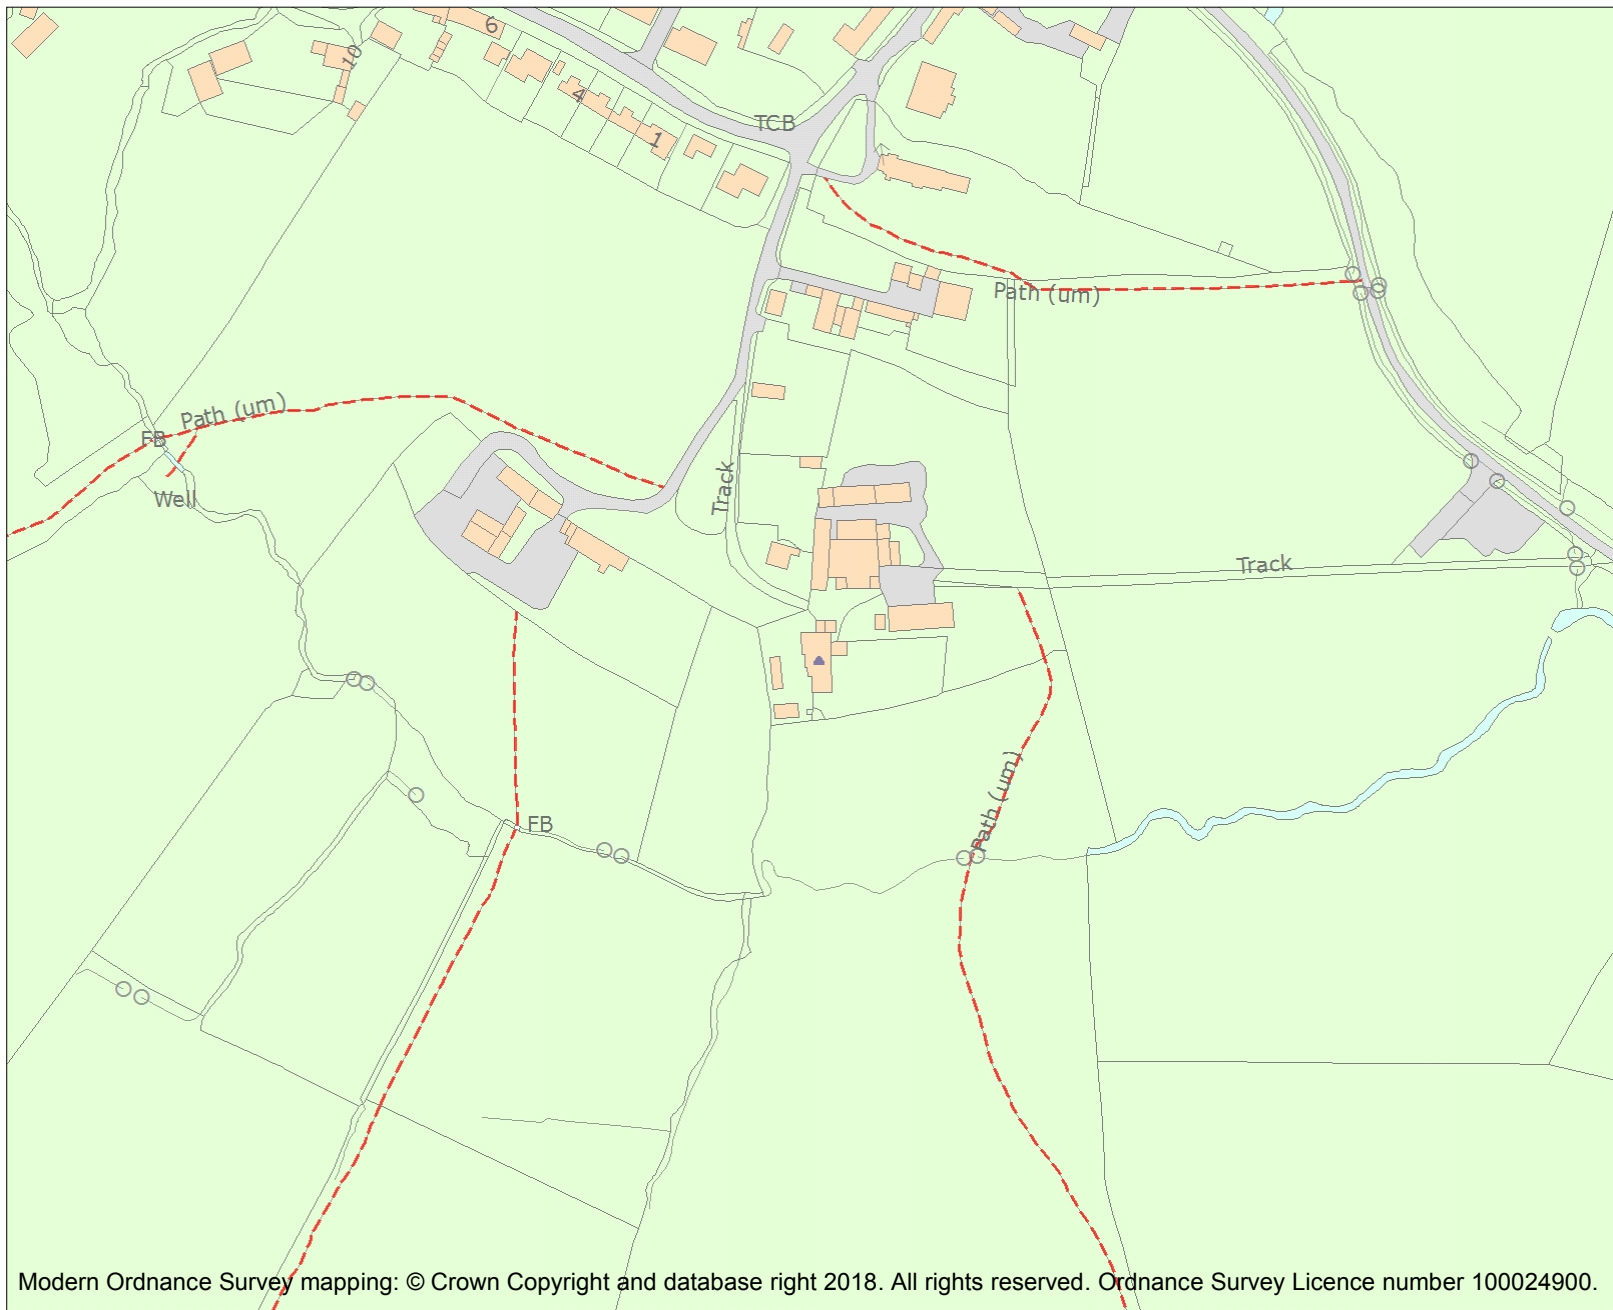 6
10
4
TCB
1
Path (um)
Path (um)
FB
Track
Well
Track
Path (um)
FB
Modern Ordnance Survey mapping: © Crown Copyright and database right 2018. All rights reserved. Ordnance Survey Licence number 100024900.